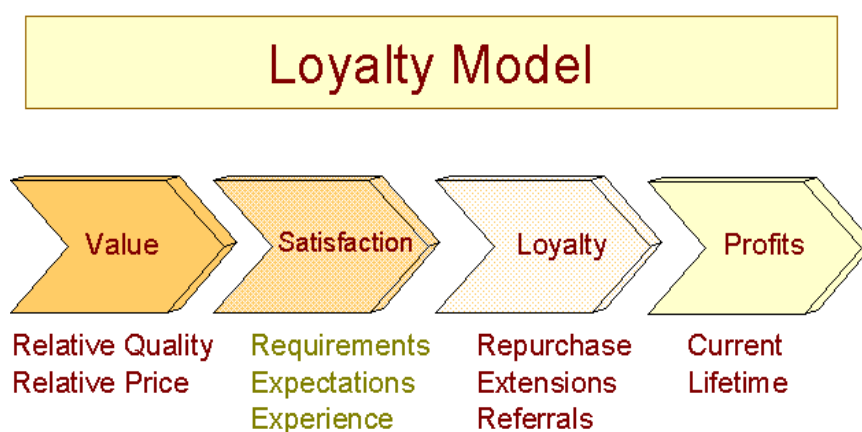 Loyalty Model
Value
Satisfaction
Loyalty
Profits
Relative Quality
Relative Price
Requirements
Expectations
Experience
Repurchase
Extensions
Referrals
Current
Lifetime